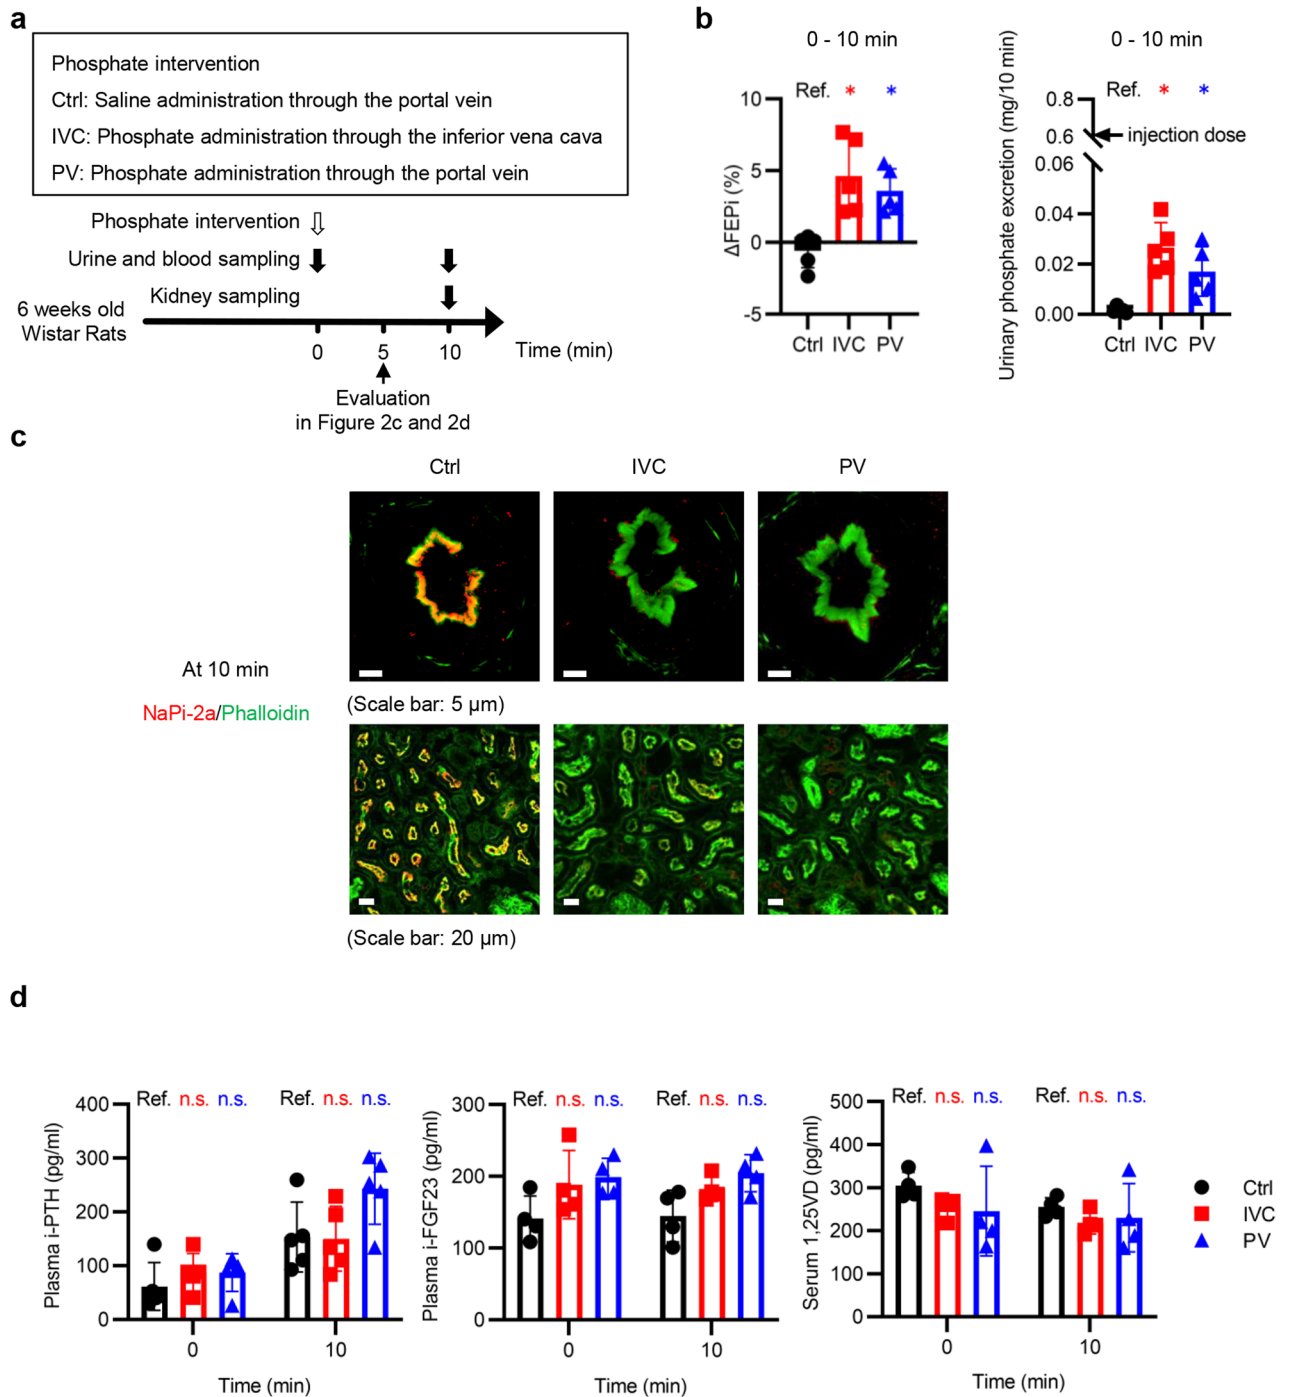 a
Phosphate intervention
Ctrl: Saline administration through the portal vein
IVC: Phosphate administration through the inferior vena cava
PV: Phosphate administration through the portal vein
Phosphate intervention
Urine and blood sampling
Kidney sampling
6 weeks old
Wistar Rats
0 5 10 Time (min)
Evaluation
in Figure 2c and 2d
b
0 - 10 min
Ref. * *
ΔFEPi (%)
10
5
0
-5
Ctrl IVC PV
0 - 10 min
Ref. * *
Urinary phosphate excretion (mg/10 min)
0.8
0.6
injection dose
0.06
0.04
0.02
0.00
Ctrl IVC PV
c
Ctrl IVC PV
At 10 min
NaPi-2a/Phalloidin
(Scale bar: 5 µm)
(Scale bar: 20 µm)
d
Ref. n.s. n.s. Ref. n.s. n.s.
Plasma i-PTH (pg/ml)
400
300
200
100
0
0 10
Time (min)
Ref. n.s. n.s. Ref. n.s. n.s.
Plasma i-FGF23 (pg/ml)
300
200
100
0
0 10
Time (min)
Ref. n.s. n.s. Ref. n.s. n.s.
Serum 1,25VD (pg/ml)
500
400
300
200
100
0
0 10
Time (min)
Ctrl
IVC
PV